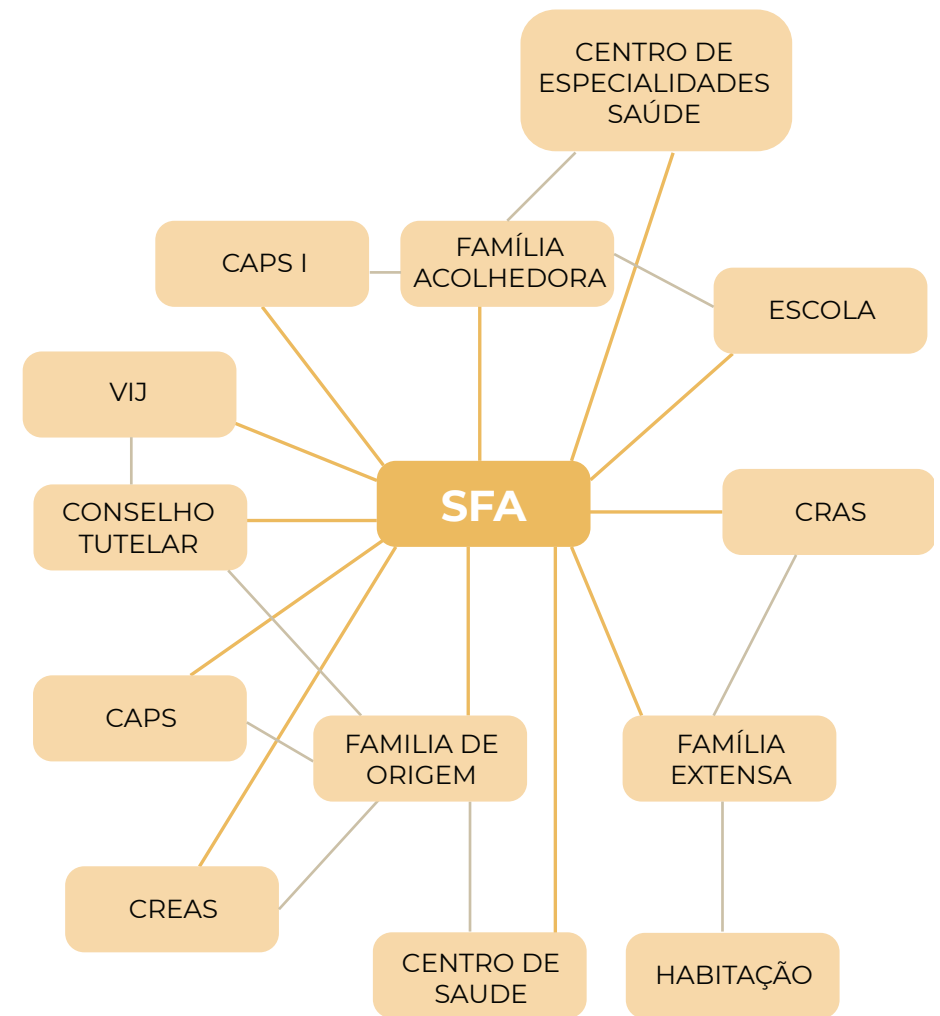 CENTRO DE
ESPECIALIDADES
SAÚDE
FAMÍLIA
ACOLHEDORA
CAPS I
ESCOLA
VIJ
SFA
CONSELHO
TUTELAR
CRAS
CAPS
FAMILIA DE
ORIGEM
FAMÍLIA
EXTENSA
CREAS
CENTRO DE
SAUDE
HABITAÇÃO